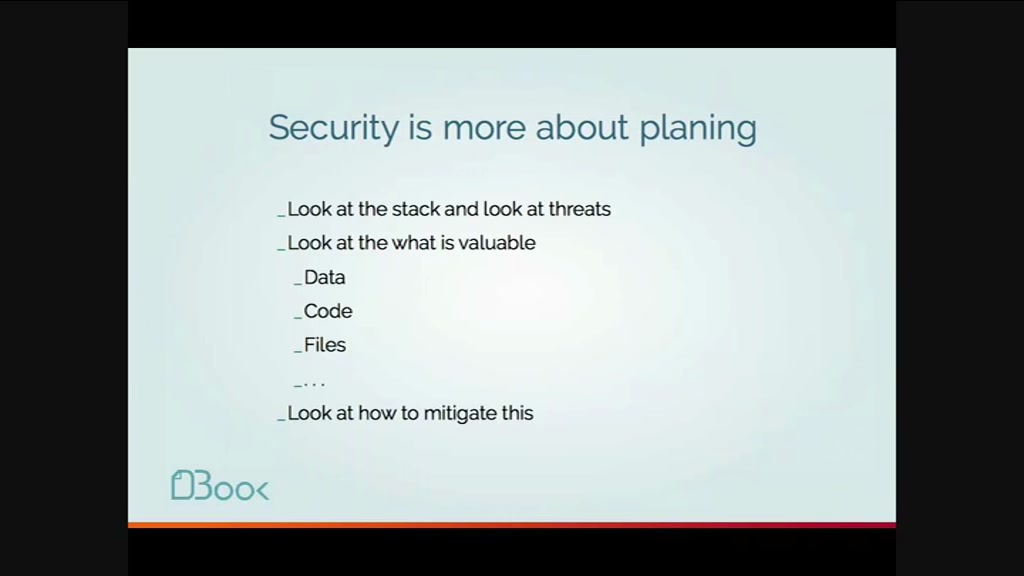 Security is more about planing
_Look at the stack and look at threats
_Look at the what is valuable
_Data
_Code
_Files
_...
_Look at how to mitigate this
DBook